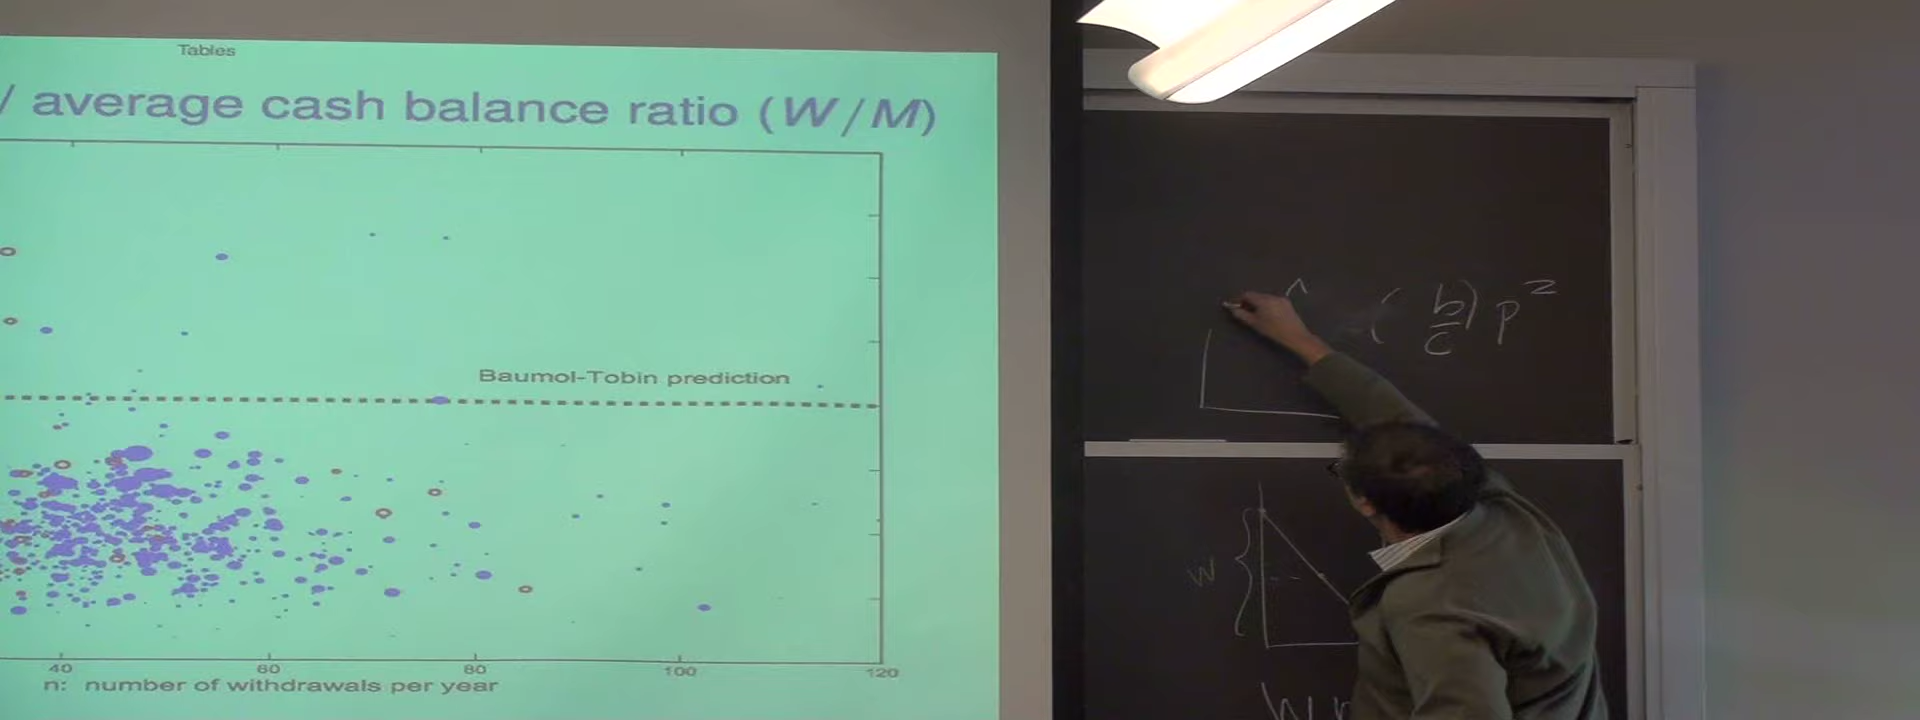 Tables
/ average cash balance ratio (W/M)
Baumol-Tobin prediction
40 60 80 100 120
n: number of withdrawals per year
( b/c ) p²
W